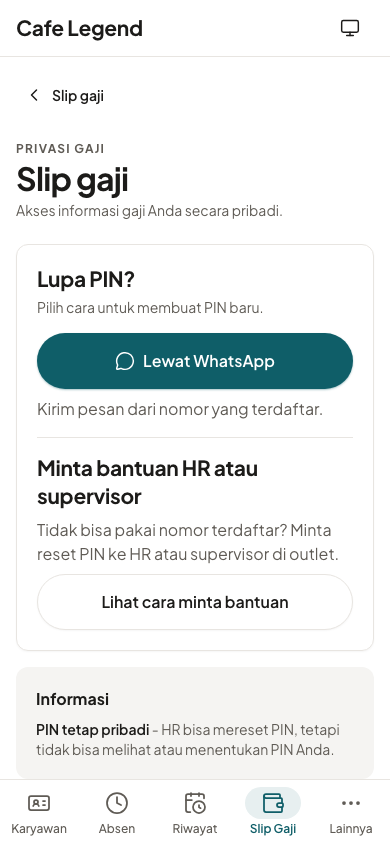 Cafe Legend
Slip gaji
PRIVASI GAJI
Slip gaji
Akses informasi gaji Anda secara pribadi.
Lupa PIN?
Pilih cara untuk membuat PIN baru.
Lewat WhatsApp
Kirim pesan dari nomor yang terdaftar.
Minta bantuan HR atau
supervisor
Tidak bisa pakai nomor terdaftar? Minta
reset PIN ke HR atau supervisor di outlet.
Lihat cara minta bantuan
Informasi
PIN tetap pribadi - HR bisa mereset PIN, tetapi
tidak bisa melihat atau menentukan PIN Anda.
Karyawan Absen Riwayat Slip Gaji Lainnya